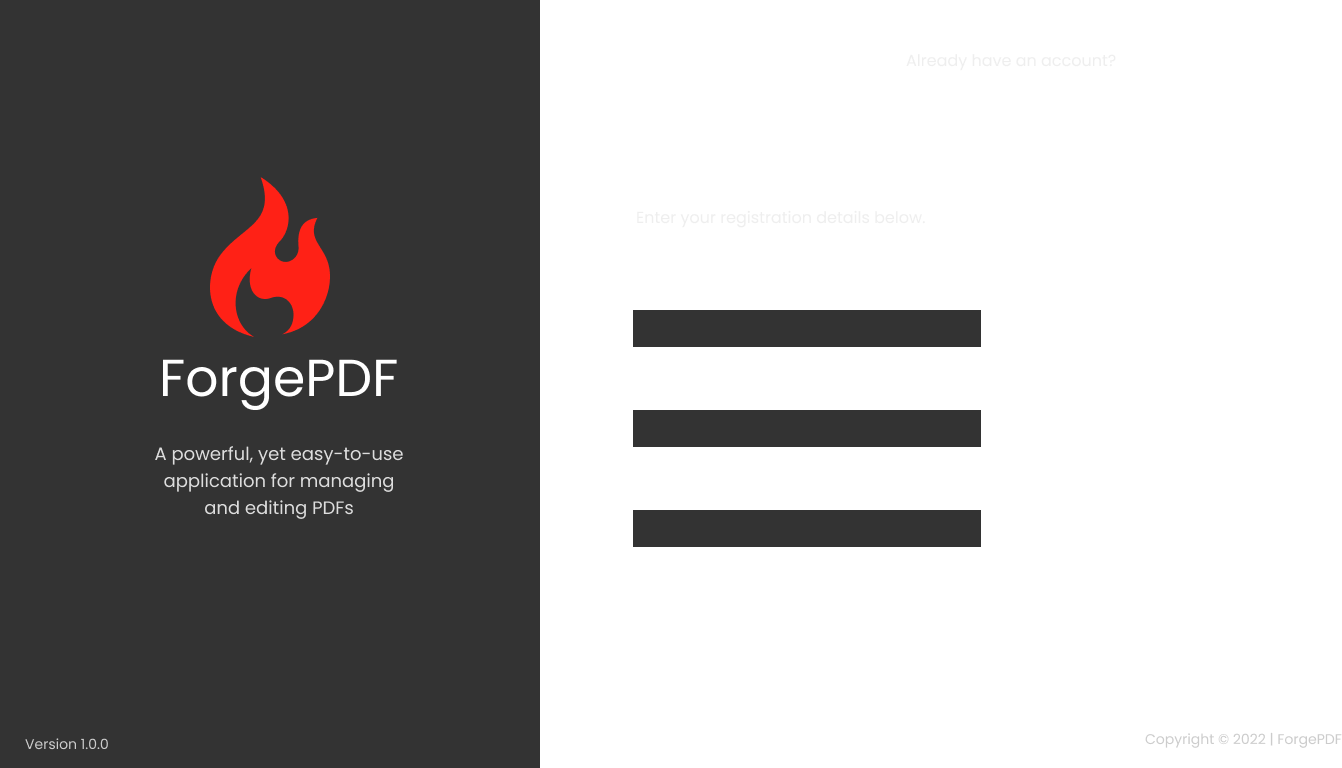 Already have an account?
Enter your registration details below.
ForgePDF
A powerful, yet easy-to-use
application for managing
and editing PDFs
Version 1.0.0
Copyright © 2022 | ForgePDF